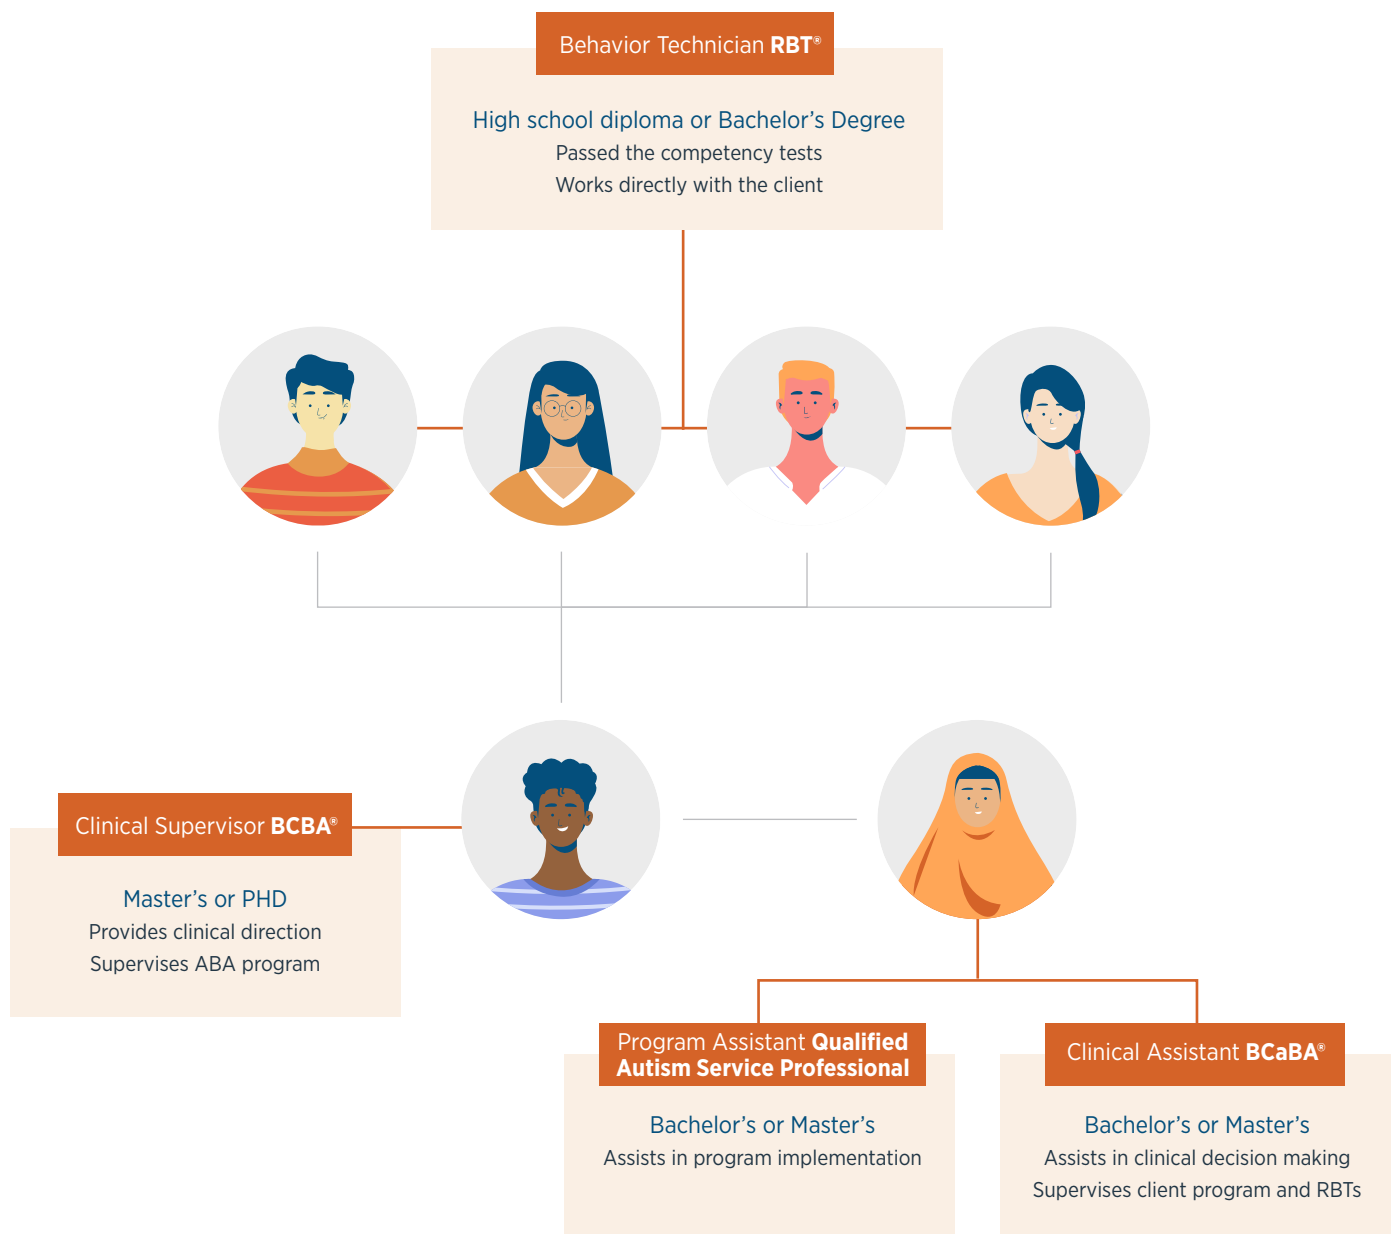 Behavior Technician RBT®
High school diploma or Bachelor’s Degree
Passed the competency tests
Works directly with the client
Clinical Supervisor BCBA®
Master’s or PHD
Provides clinical direction
Supervises ABA program
Program Assistant Qualified
Autism Service Professional
Bachelor’s or Master’s
Assists in program implementation
Clinical Assistant BCaBA®
Bachelor’s or Master’s
Assists in clinical decision making
Supervises client program and RBTs